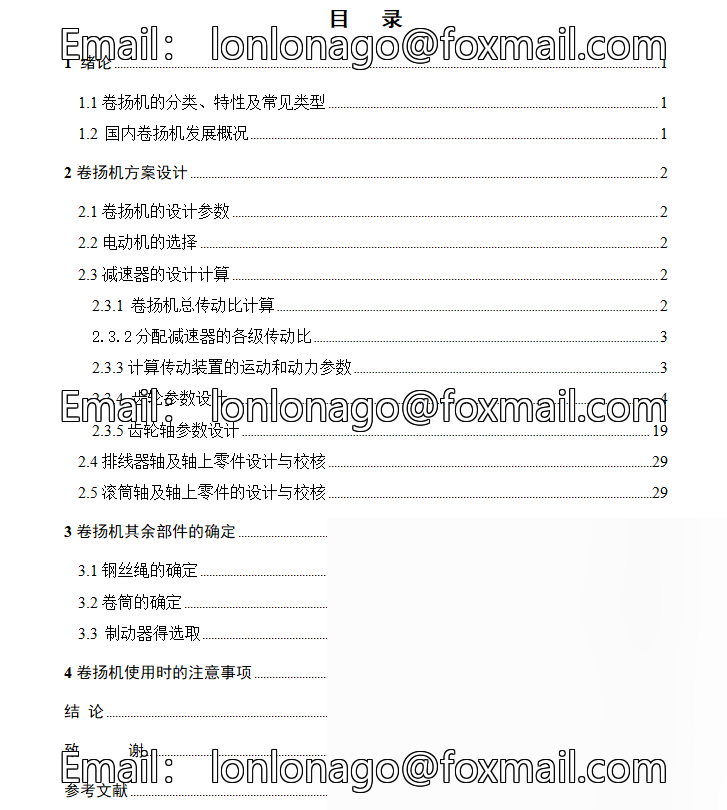 目 录
Email： lonlonago@foxmail.com
1 绪论 1
1.1 卷扬机的分类、特性及常见类型 1
1.2 国内卷扬机发展概况 1
2 卷扬机方案设计 2
2.1 卷扬机的设计参数 2
2.2 电动机的选择 2
2.3 减速器的设计计算 2
2.3.1 卷扬机总传动比计算 2
2.3.2 分配减速器的各级传动比 3
2.3.3 计算传动装置的运动和动力参数 3
2.3.4 齿轮参数设计 4
Email： lonlonago@foxmail.com
2.3.5 齿轮轴参数设计 19
2.4 排线器轴及轴上零件设计与校核 29
2.5 滚筒轴及轴上零件的设计与校核 29
3 卷扬机其余部件的确定
3.1 钢丝绳的确定
3.2 卷筒的确定
3.3 制动器得选取
4 卷扬机使用时的注意事项
结 论
致 谢
Email： lonlonago@foxmail.com
参考文献